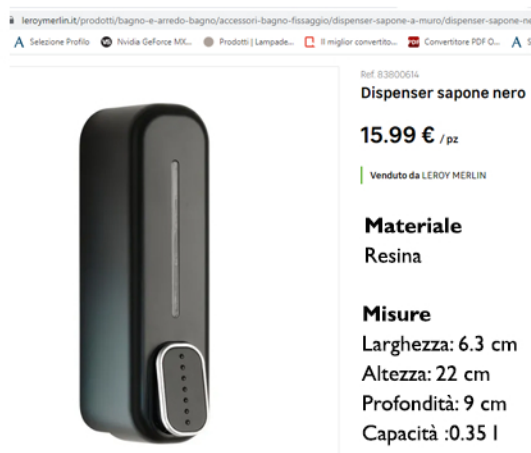 leroymerlin.it/prodotti/bagno-e-arredo-bagno/accessori-bagno-fissaggio/dispenser-sapone-a-muro/dispenser-sapone-ne
Selezione Profilo Nvidia GeForce MX... Prodotti | Lampade... Il miglior convertito... Convertitore PDF O... S
Ref. 83800614
Dispenser sapone nero
15.99 € / pz
Venduto da LEROY MERLIN
Materiale
Resina
Misure
Larghezza: 6.3 cm
Altezza: 22 cm
Profondità: 9 cm
Capacità :0.35 l